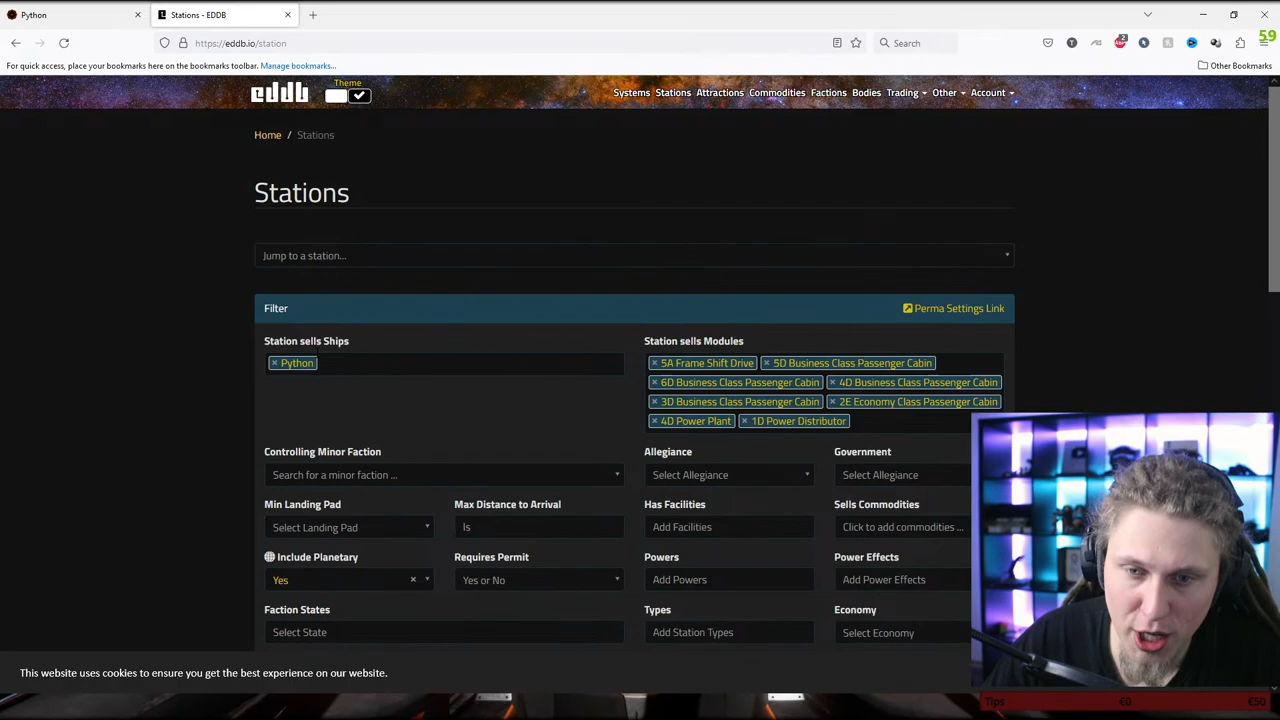 Python × Stations - EDDB × +
59
https://eddb.io/station Search
For quick access, place your bookmarks here on the bookmarks toolbar. Manage bookmarks... Other Bookmarks
eddb Theme Systems Stations Attractions Commodities Factions Bodies Trading Other Account
Home / Stations
Stations
Jump to a station...
Filter Perma Settings Link
Station sells Ships Station sells Modules
× Python × 5A Frame Shift Drive × 5D Business Class Passenger Cabin
× 6D Business Class Passenger Cabin × 4D Business Class Passenger Cabin
× 3D Business Class Passenger Cabin × 2E Economy Class Passenger Cabin
× 4D Power Plant × 1D Power Distributor
Controlling Minor Faction Allegiance Government
Search for a minor faction ... Select Allegiance Select Allegiance
Min Landing Pad Max Distance to Arrival Has Facilities Sells Commodities
Select Landing Pad ls Add Facilities Click to add commodities ...
Include Planetary Requires Permit Powers Power Effects
Yes × Yes or No Add Powers Add Power Effects
Faction States Types Economy
Select State Add Station Types Select Economy
This website uses cookies to ensure you get the best experience on our website.
Tips €0 €50